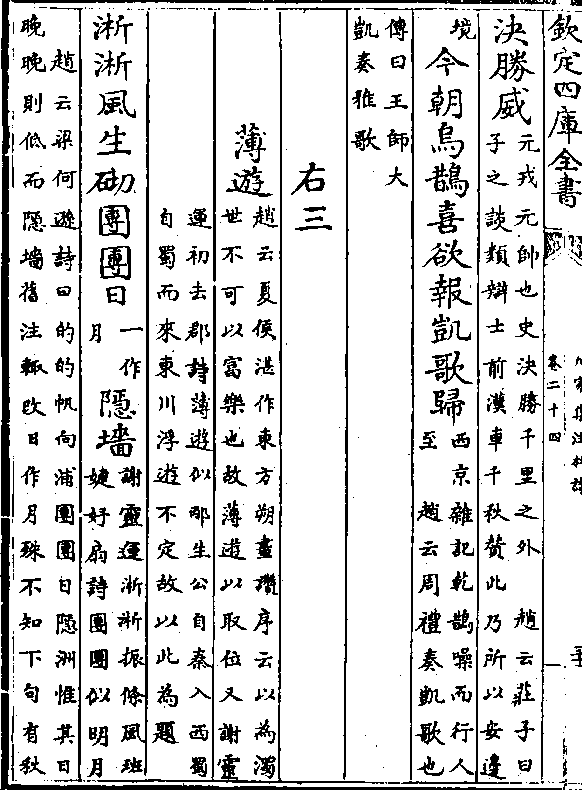 欽定四庫全書
卷二十四
決勝威元戎元帥也史決勝千里之外　趙云莊子曰
子之談類辯士前漢車千秋贊此乃所以安邊
境今朝烏鵲喜欲報凱歌歸西京雜記乾鵲噪而行人
至　趙云周禮奏凱歌也
傳曰王師大
凱奏雅歌
右三
薄遊趙云夏侯湛作東方朔畫瓚序云以為濁
世不可以富樂也故薄遊以取位又謝靈
運初去郡詩薄遊似邴生公自秦入西蜀
自蜀而來東川浮遊不定故以此為題
淅淅風生砌團團日一作
月隱墻謝靈運淅淅振條風班
婕妤扇詩團團似明月
趙云梁何遜詩曰的的帆向浦團團日隱洲惟其日
晚晚則低而隱墻舊注輒改日作月殊不知下句有秋